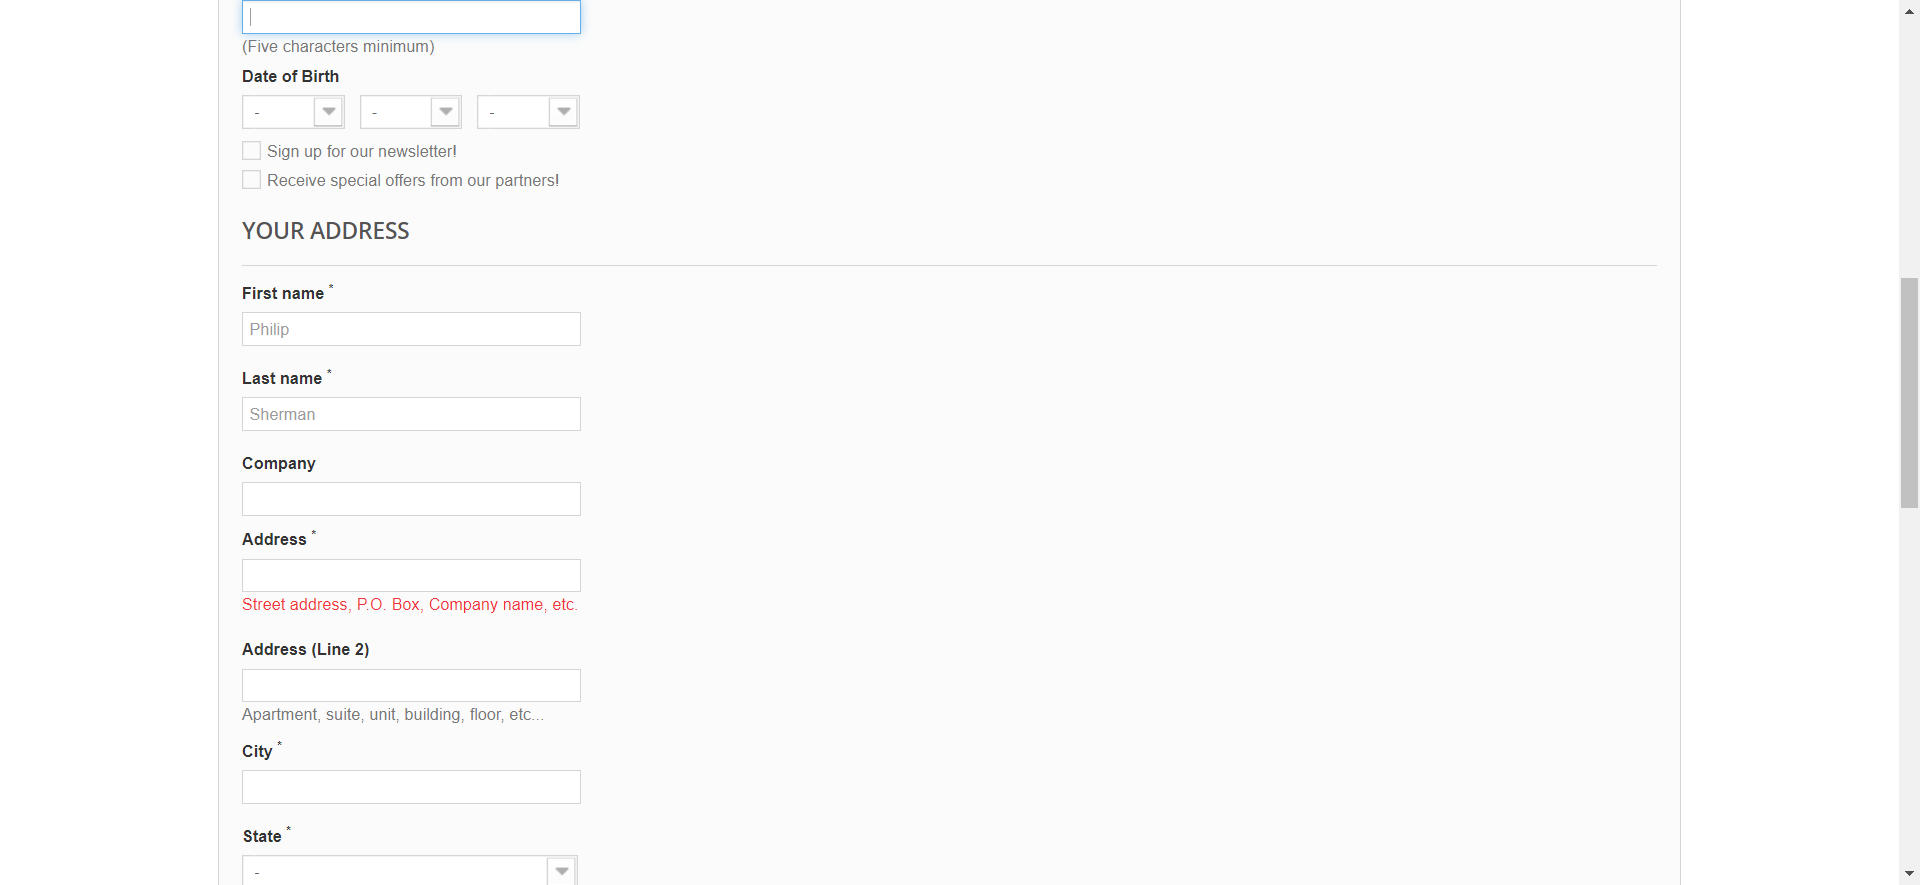 (Five characters minimum)
Date of Birth
- - -
Sign up for our newsletter!
Receive special offers from our partners!
YOUR ADDRESS
First name *
Philip
Last name *
Sherman
Company
Address *
Street address, P.O. Box, Company name, etc.
Address (Line 2)
Apartment, suite, unit, building, floor, etc...
City *
State *
-